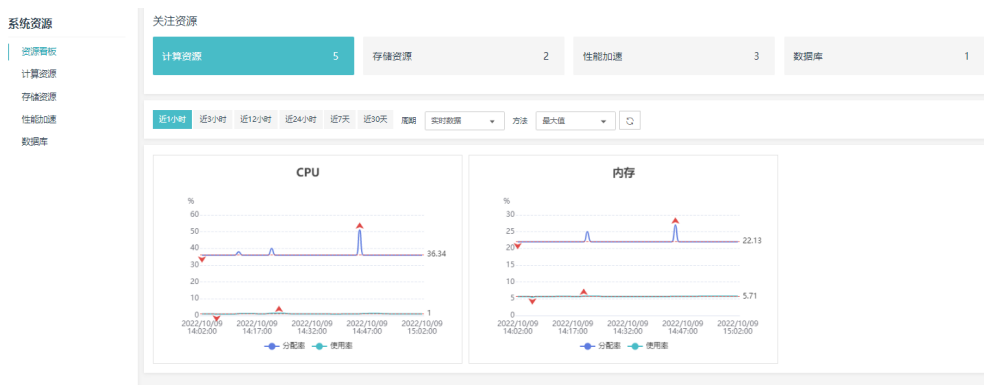 系统资源
资源看板
计算资源
存储资源
性能加速
数据库
关注资源
计算资源 5 存储资源 2 性能加速 3 数据库 1
近1小时 近3小时 近12小时 近24小时 近7天 近30天 周期 实时数据 方法 最大值
CPU
%
60
50
40
30
20
10
0
36.34
1
2022/10/09 14:02:00 2022/10/09 14:17:00 2022/10/09 14:32:00 2022/10/09 14:47:00 2022/10/09 15:02:00
分配率 使用率
内存
%
30
25
20
15
10
5
0
22.13
5.71
2022/10/09 14:02:00 2022/10/09 14:17:00 2022/10/09 14:32:00 2022/10/09 14:47:00 2022/10/09 15:02:00
分配率 使用率